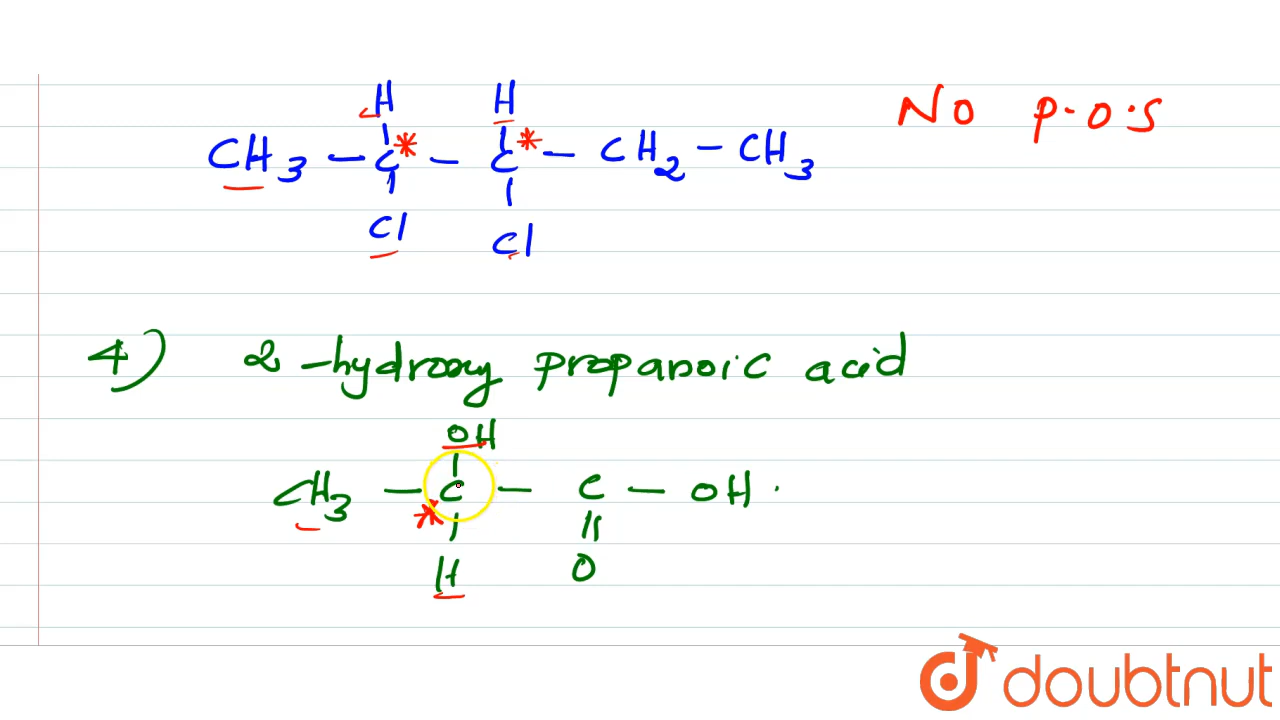 H H No P.O.S
CH3 - C* - C* - CH2 - CH3
Cl Cl
4) 2-hydroxy propanoic acid
OH
CH3 - C - C - OH.
*
H O
doubtnut